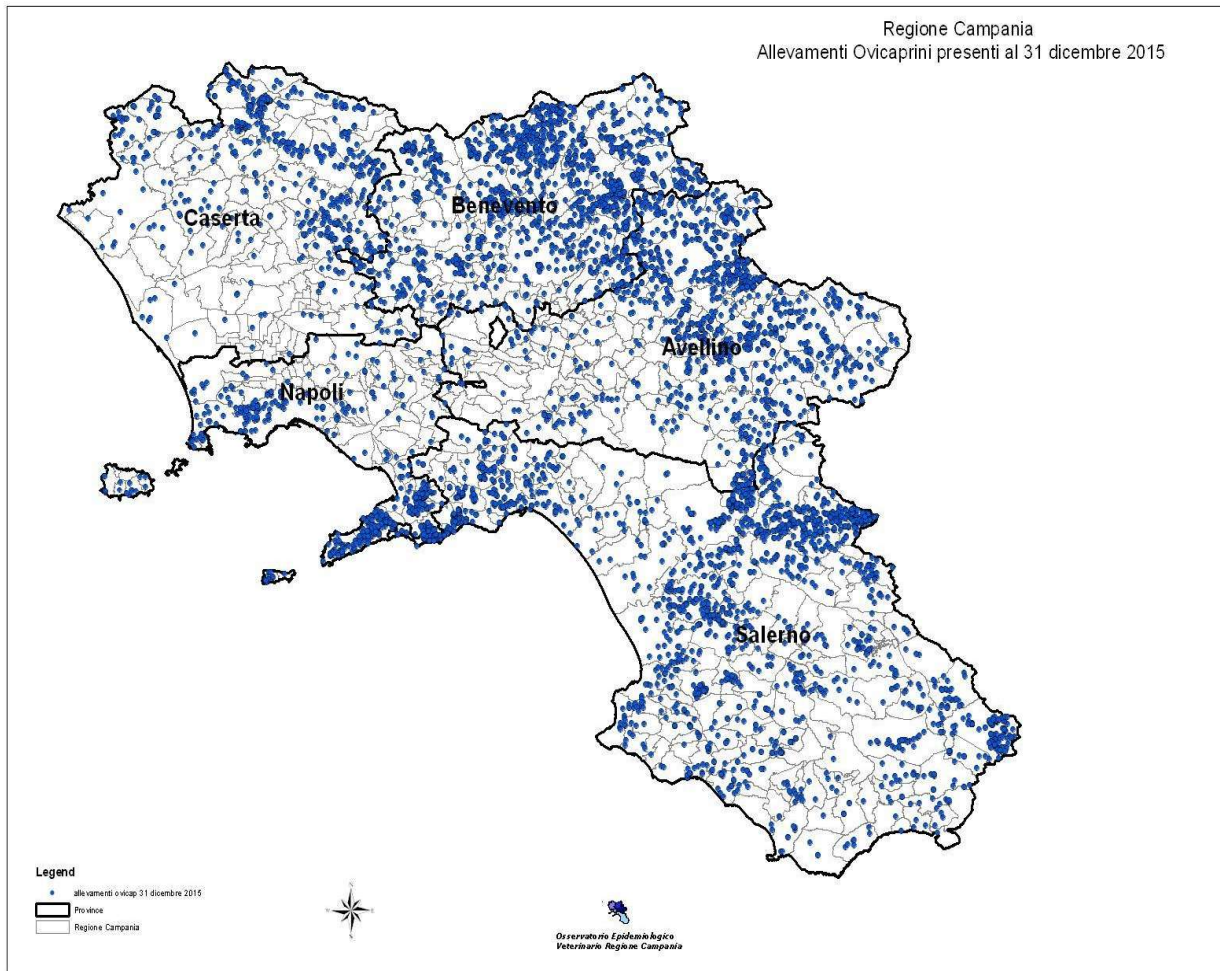 Regione Campania
Allevamenti Ovicaprini presenti al 31 dicembre 2015
Caserta
Benevento
Avellino
Napoli
Salerno
Legend
allevamenti ovicap 31 dicembre 2015
Province
Regione Campania
Osservatorio Epidemiologico
Veterinario Regione Campania